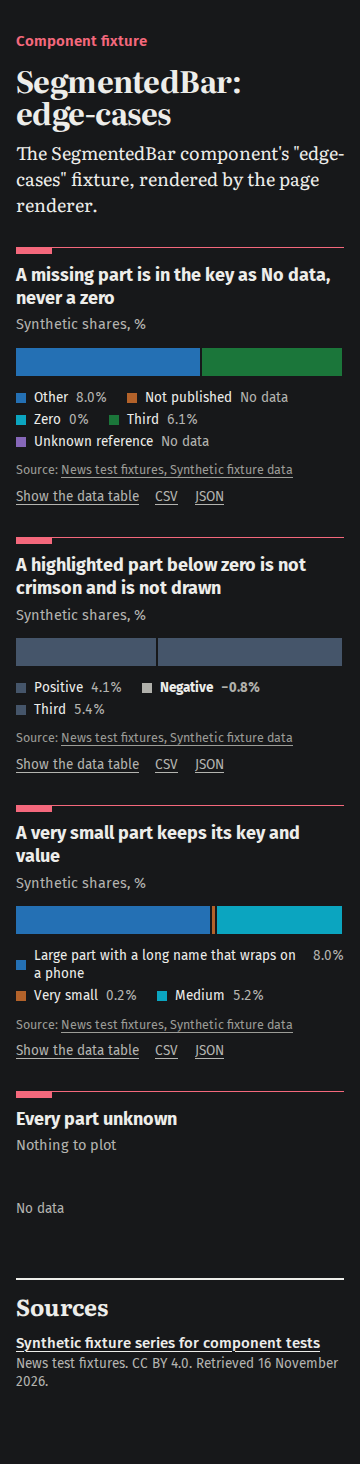 Component fixture
SegmentedBar:
edge-cases
The SegmentedBar component's "edge-
cases" fixture, rendered by the page
renderer.
A missing part is in the key as No data,
never a zero
Synthetic shares, %
Other 8.0% Not published No data
Zero 0% Third 6.1%
Unknown reference No data
Source: News test fixtures, Synthetic fixture data
Show the data table CSV JSON
A highlighted part below zero is not
crimson and is not drawn
Synthetic shares, %
Positive 4.1% Negative −0.8%
Third 5.4%
Source: News test fixtures, Synthetic fixture data
Show the data table CSV JSON
A very small part keeps its key and
value
Synthetic shares, %
Large part with a long name that wraps on 8.0%
a phone
Very small 0.2% Medium 5.2%
Source: News test fixtures, Synthetic fixture data
Show the data table CSV JSON
Every part unknown
Nothing to plot
No data
Sources
Synthetic fixture series for component tests
News test fixtures. CC BY 4.0. Retrieved 16 November
2026.